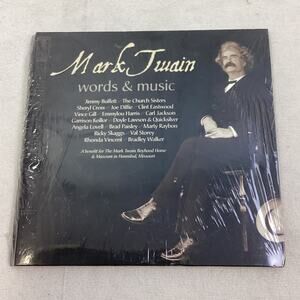 Mark Twain
words & music
Jimmy Buffett · The Church Sisters
Sheryl Crow · Joe Diffie · Clint Eastwood
Vince Gill · Emmylou Harris · Carl Jackson
Garrison Keillor · Doyle Lawson & Quicksilver
Angela Lovell · Brad Paisley · Marty Raybon
Ricky Skaggs · Val Storey
Rhonda Vincent · Bradley Walker
A benefit for The Mark Twain Boyhood Home
& Museum in Hannibal, Missouri